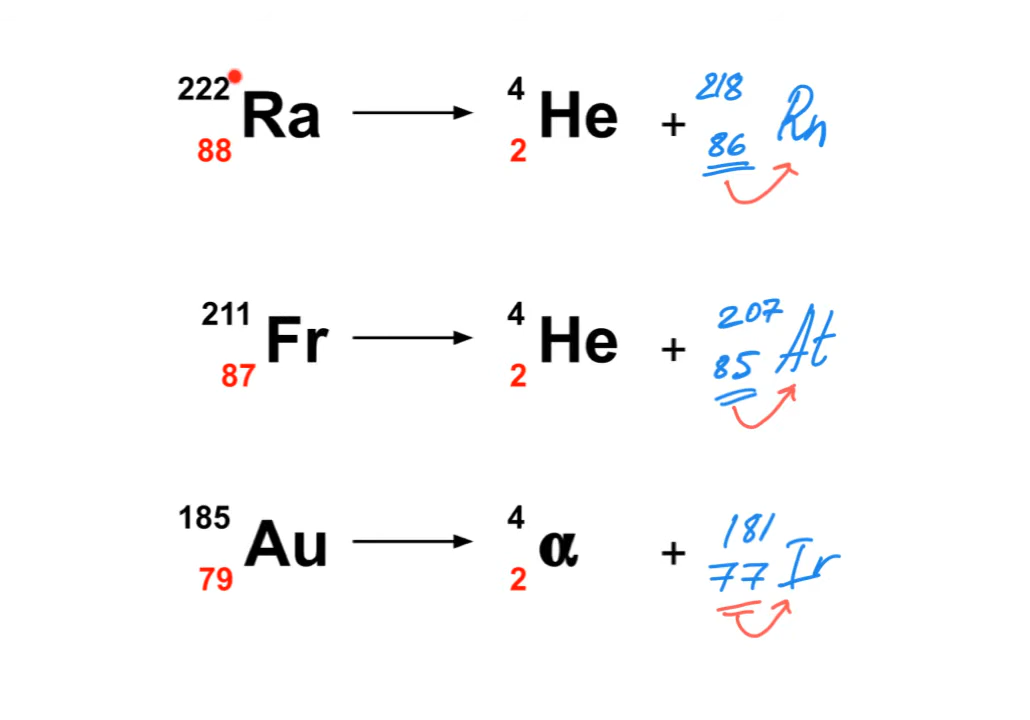 222 88 Ra → 4 2 He + 218 86 Rn
211 87 Fr → 4 2 He + 207 85 At
185 79 Au → 4 2 α + 181 77 Ir